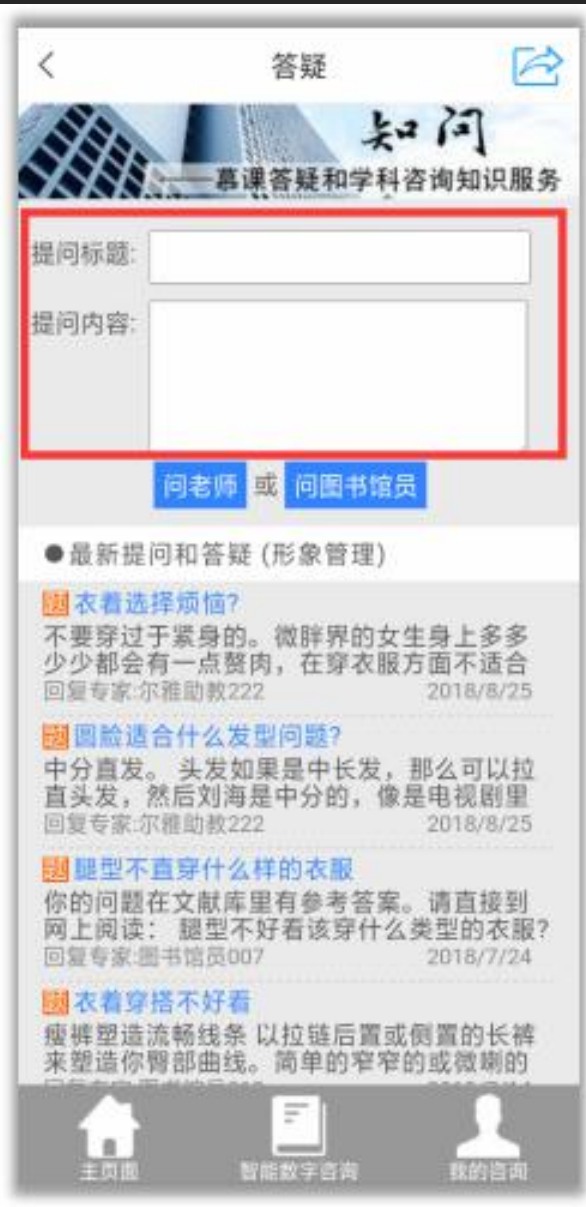 答疑
知问
——慕课答疑和学科咨询知识服务
提问标题:
提问内容:
问老师 或 问图书馆员
●最新提问和答疑 (形象管理)
题 衣着选择烦恼?
不要穿过于紧身的。微胖界的女生身上多多
少少都会有一点赘肉，在穿衣服方面不适合
回复专家:尔雅助教222 2018/8/25
题 圆脸适合什么发型问题?
中分直发。 头发如果是中长发，那么可以拉
直头发，然后刘海是中分的，像是电视剧里
回复专家:尔雅助教222 2018/8/25
题 腿型不直穿什么样的衣服
你的问题在文献库里有参考答案。请直接到
网上阅读： 腿型不好看该穿什么类型的衣服?
回复专家:图书馆员007 2018/7/24
题 衣着穿搭不好看
瘦裤塑造流畅线条 以拉链后置或侧置的长裤
来塑造你臀部曲线。简单的窄窄的或微喇的
主页面 智能数字咨询 我的咨询